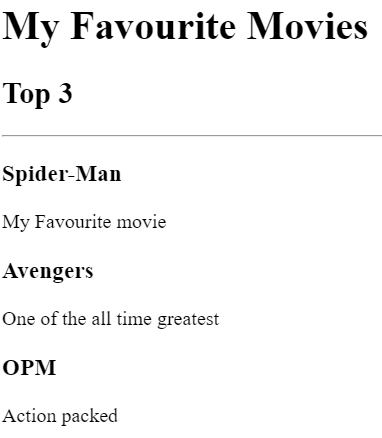 My Favourite Movies
Top 3
Spider-Man
My Favourite movie
Avengers
One of the all time greatest
OPM
Action packed